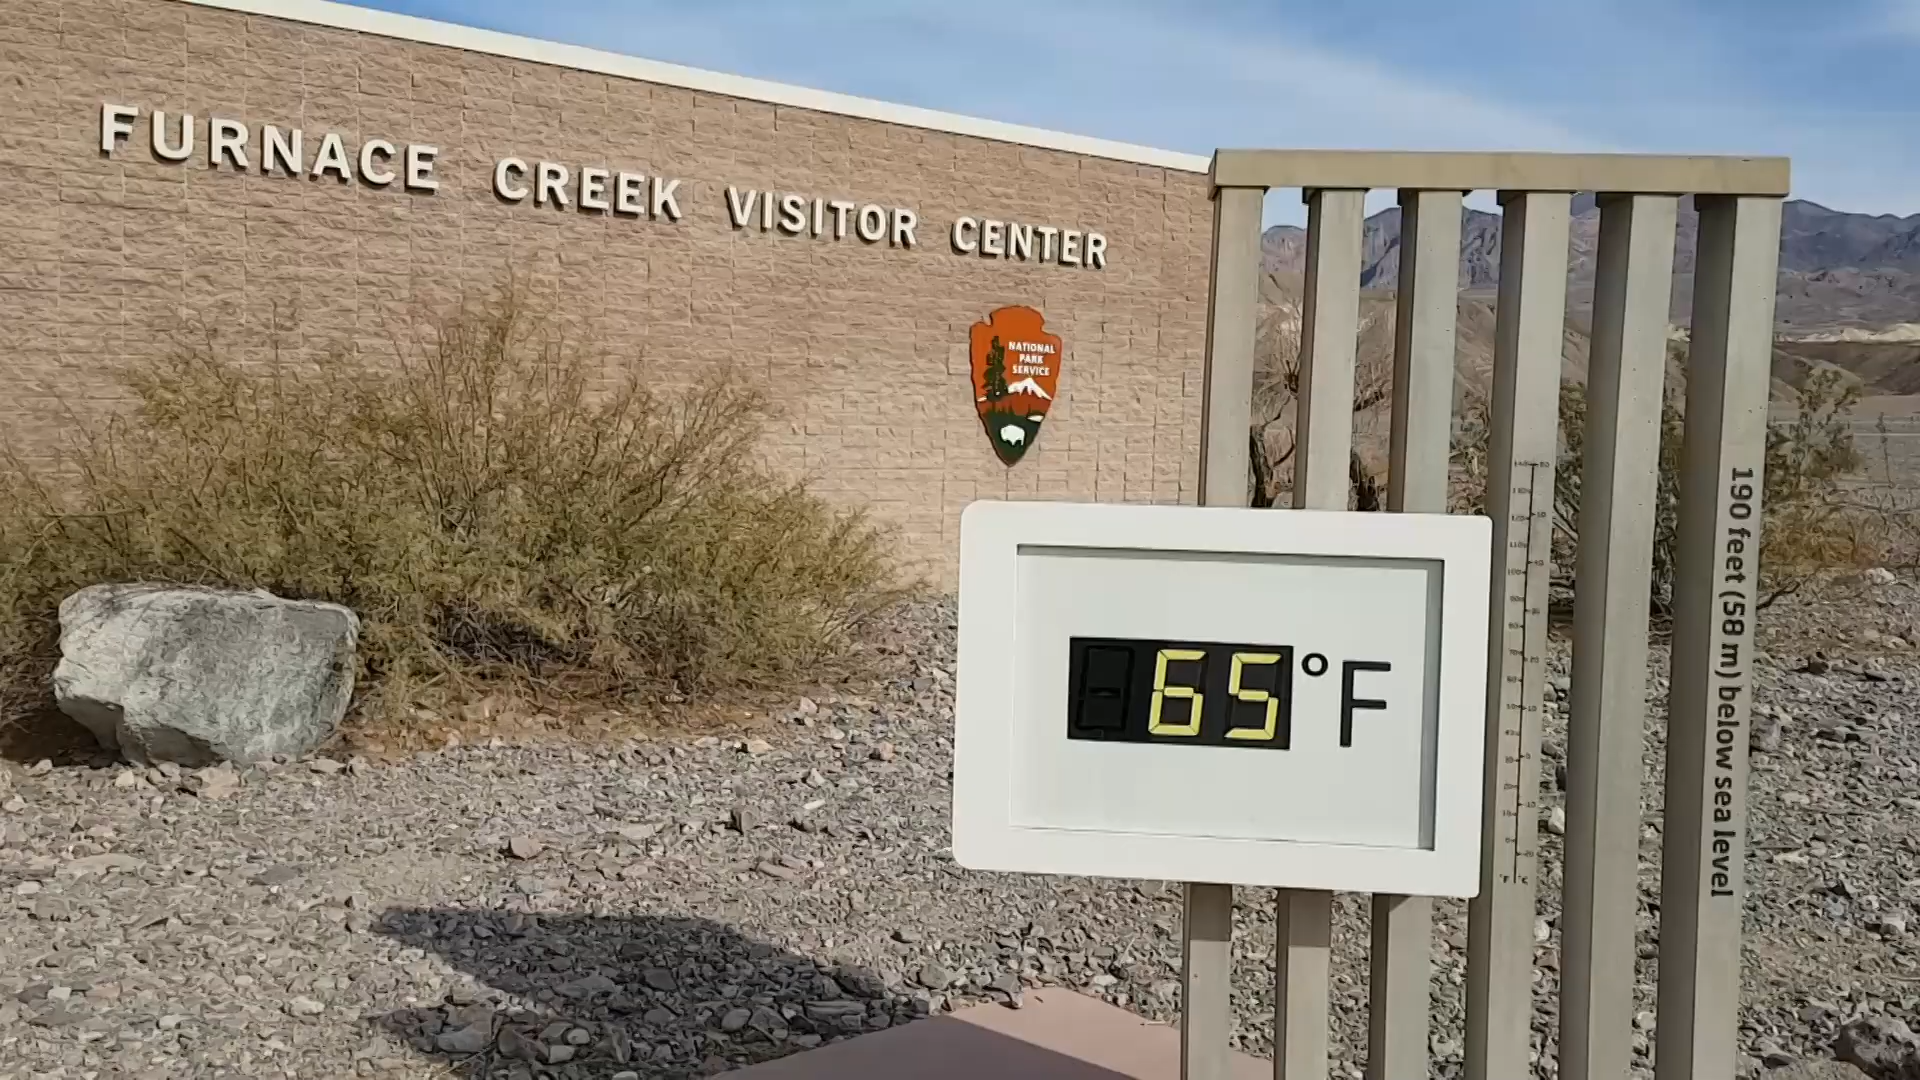 FURNACE CREEK VISITOR CENTER
NATIONAL
PARK
SERVICE
65°F
190 feet (58 m) below sea level
°F °C